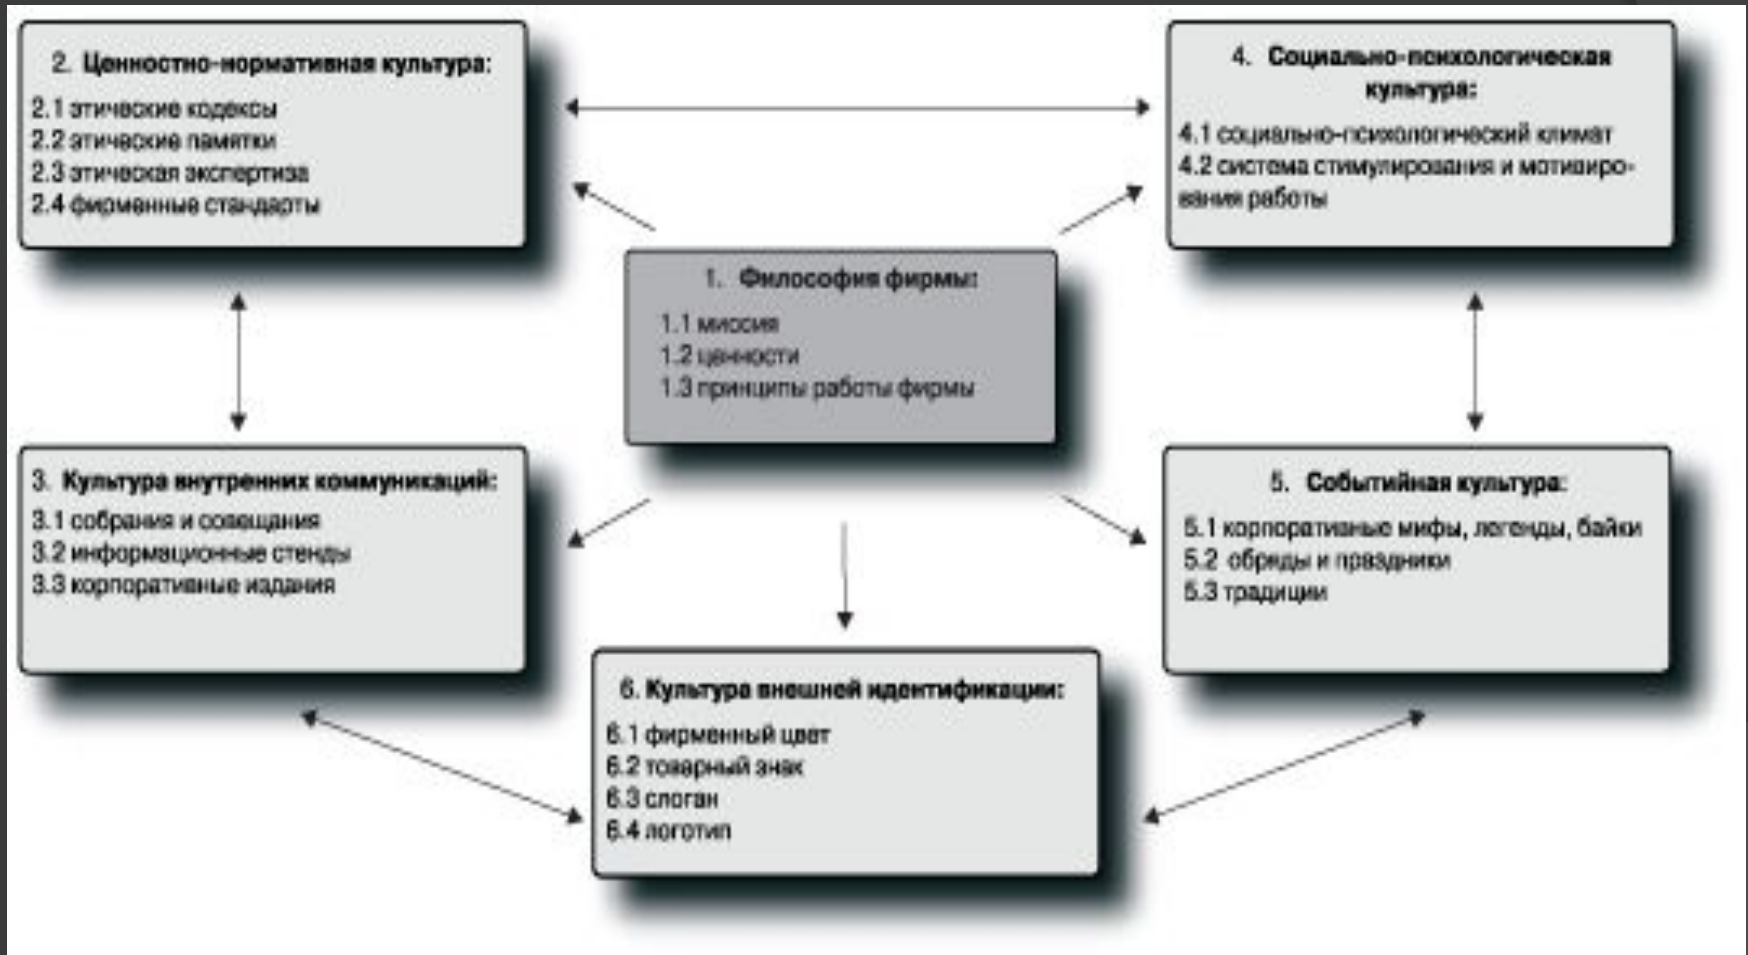 2. Ценностно-нормативная культура:
2.1 этические кодексы
2.2 этические памятки
2.3 этическая экспертиза
2.4 фирменные стандарты
4. Социально-психологическая
культура:
4.1 социально-психологический климат
4.2 система стимулирования и мотивиро-
вания работы
1. Философия фирмы:
1.1 миссия
1.2 ценности
1.3 принципы работы фирмы
3. Культура внутренних коммуникаций:
3.1 собрания и совещания
3.2 информационные стенды
3.3 корпоративные издания
5. Событийная культура:
5.1 корпоративные мифы, легенды, байки
5.2 обряды и праздники
5.3 традиции
6. Культура внешней идентификации:
6.1 фирменный цвет
6.2 товарный знак
6.3 слоган
6.4 логотип